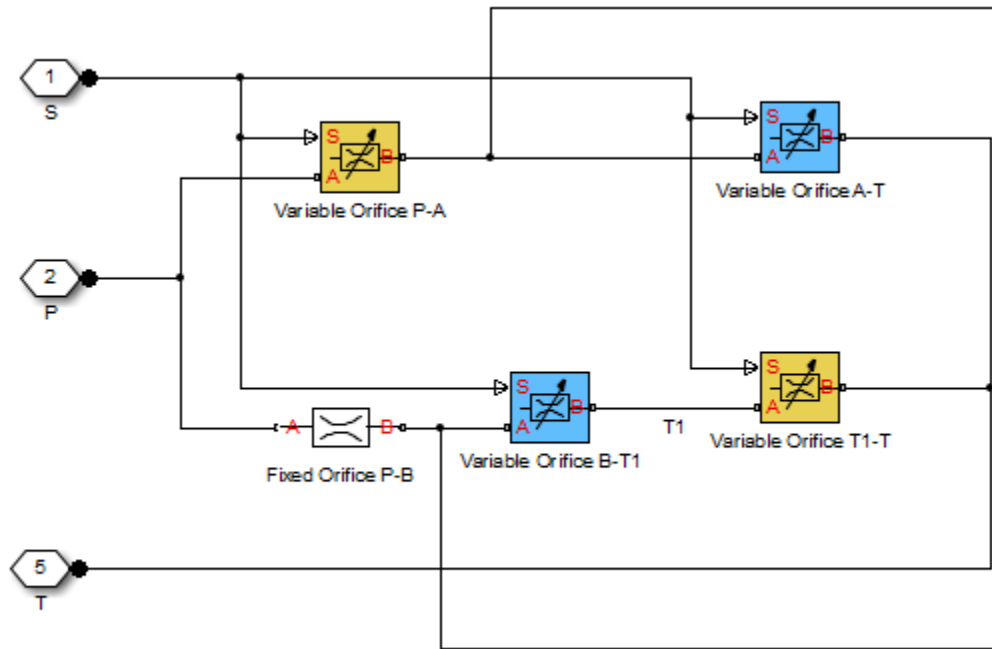 1
S
S
A
B
Variable Orifice P-A
S
A
B
Variable Orifice A-T
2
P
S
A
B
Variable Orifice T1-T
S
A
B
T1
Variable Orifice B-T1
A
B
Fixed Orifice P-B
5
T